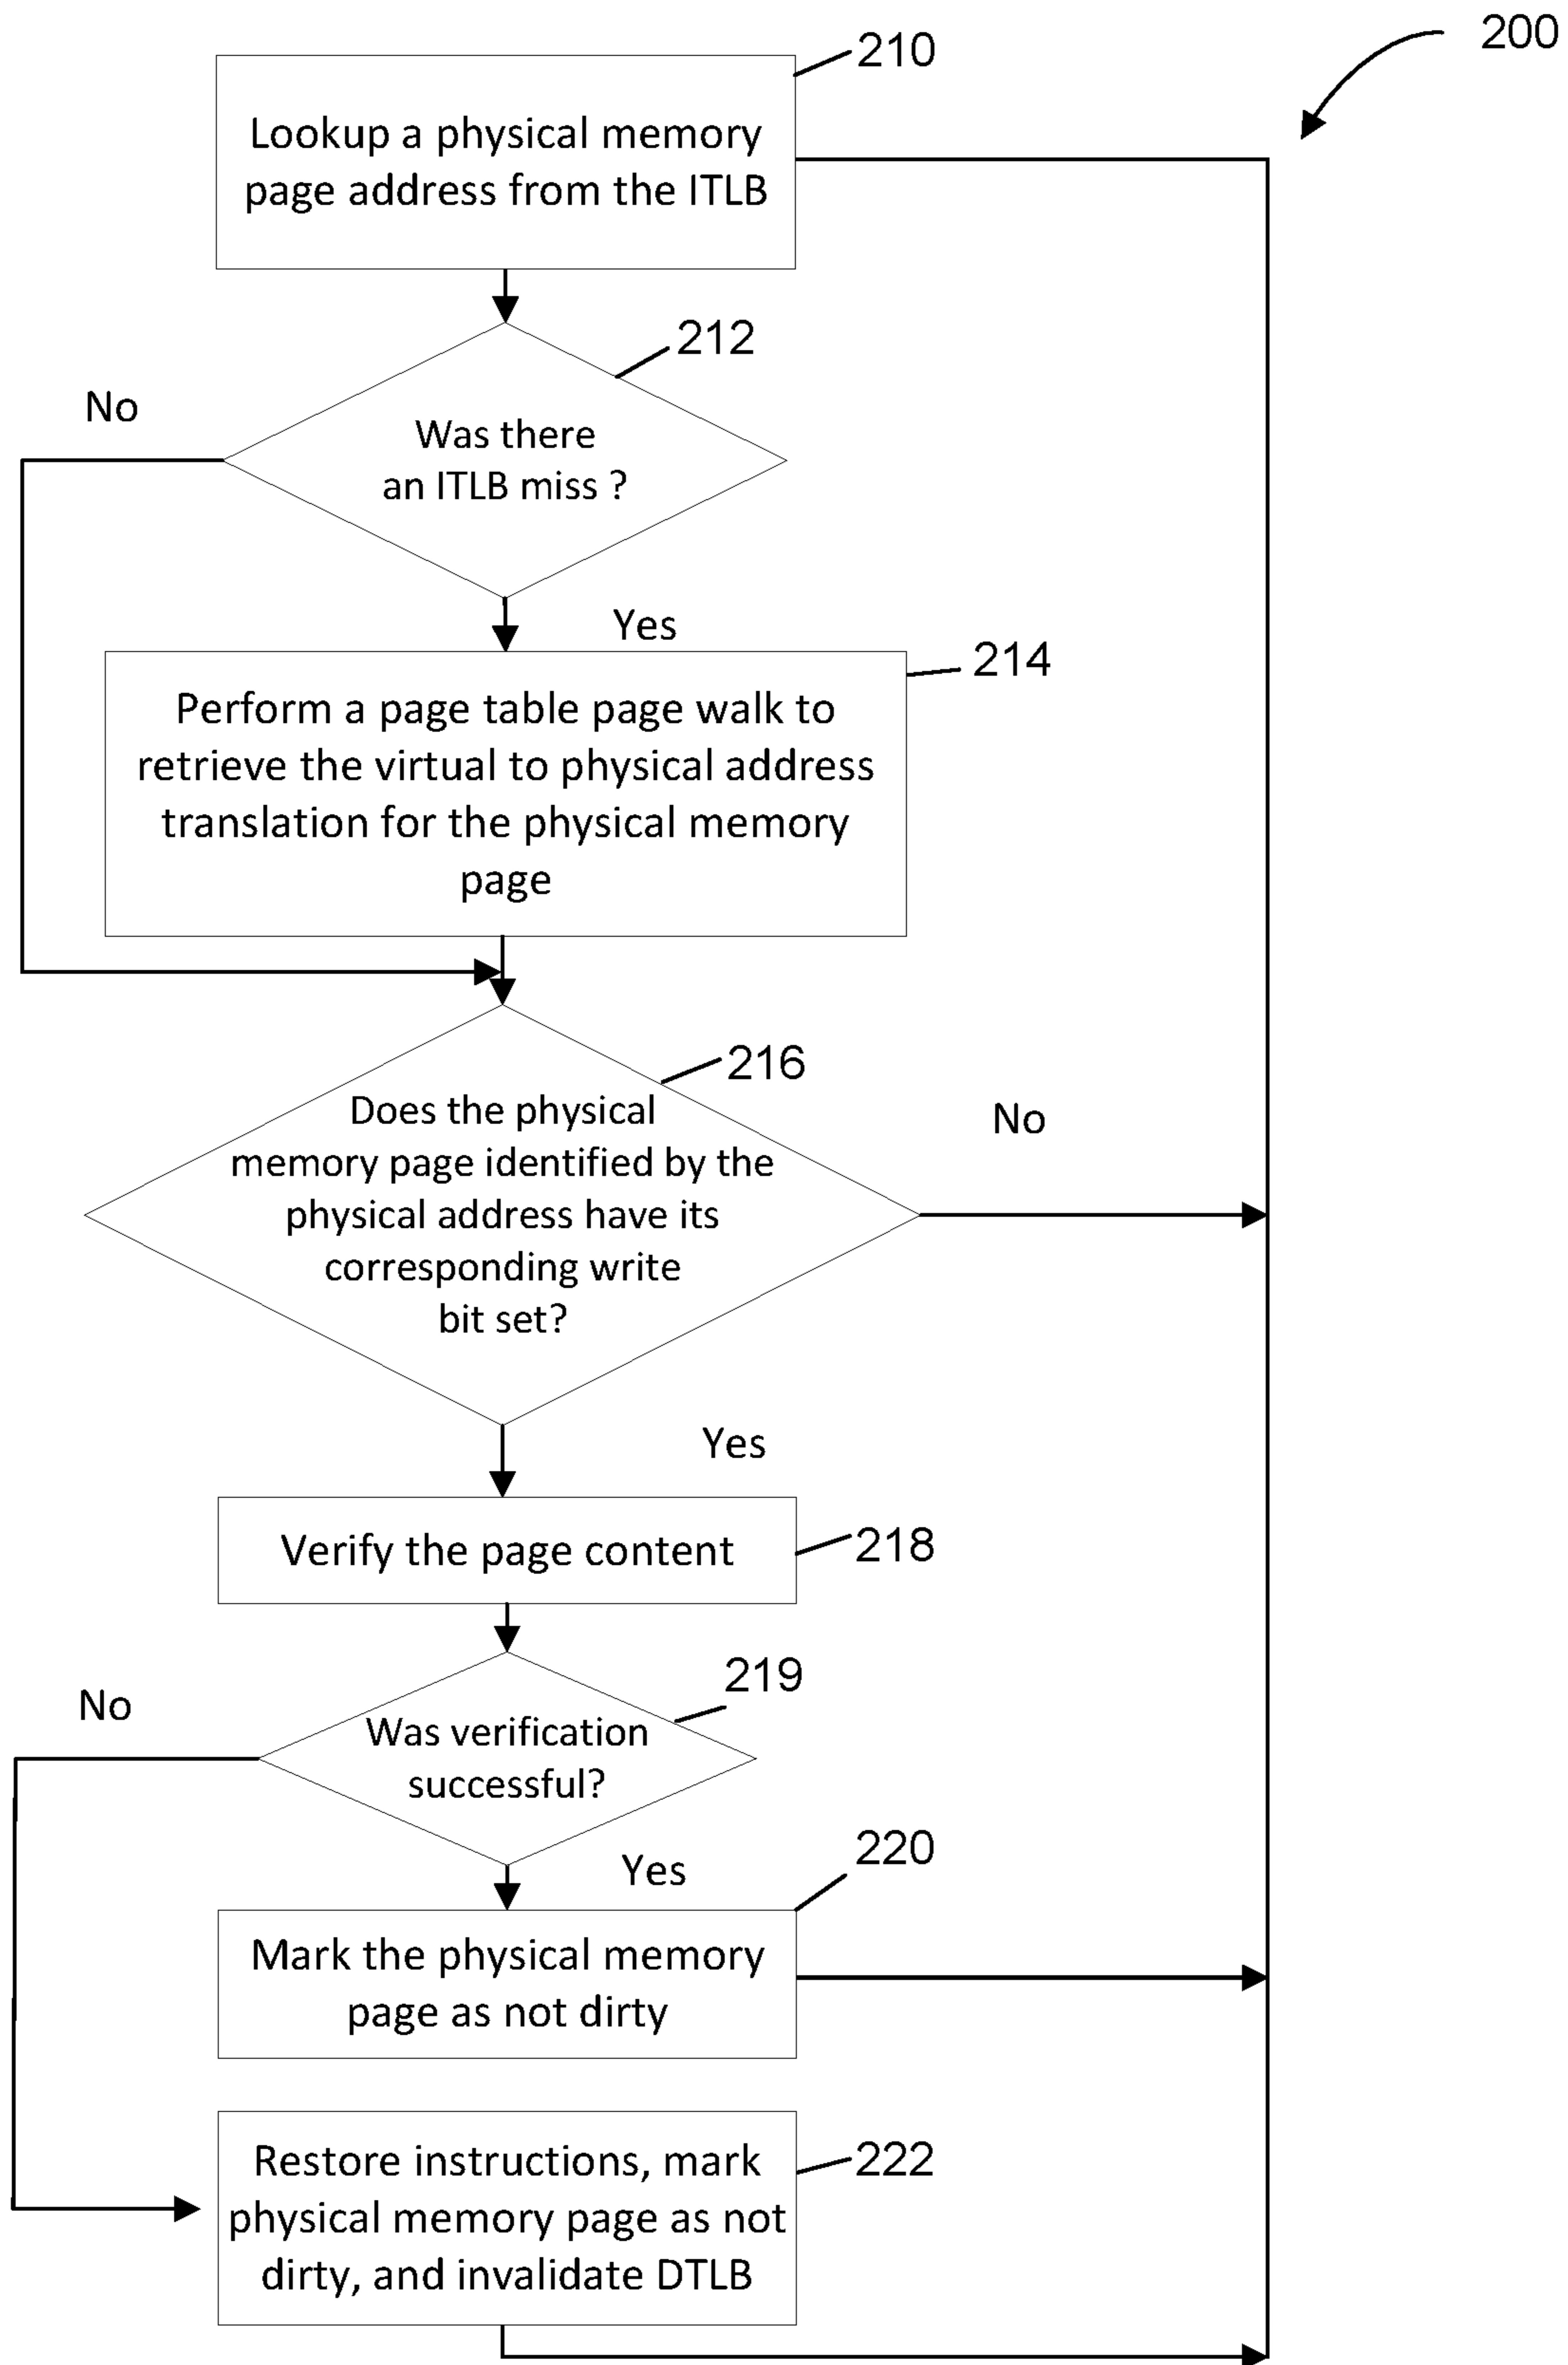 200
210
Lookup a physical memory
page address from the ITLB
212
No
Was there
an ITLB miss ?
Yes
214
Perform a page table page walk to
retrieve the virtual to physical address
translation for the physical memory
page
216
Does the physical
memory page identified by the
physical address have its
corresponding write
bit set?
No
Yes
Verify the page content
218
219
No
Was verification
successful?
Yes
220
Mark the physical memory
page as not dirty
222
Restore instructions, mark
physical memory page as not
dirty, and invalidate DTLB